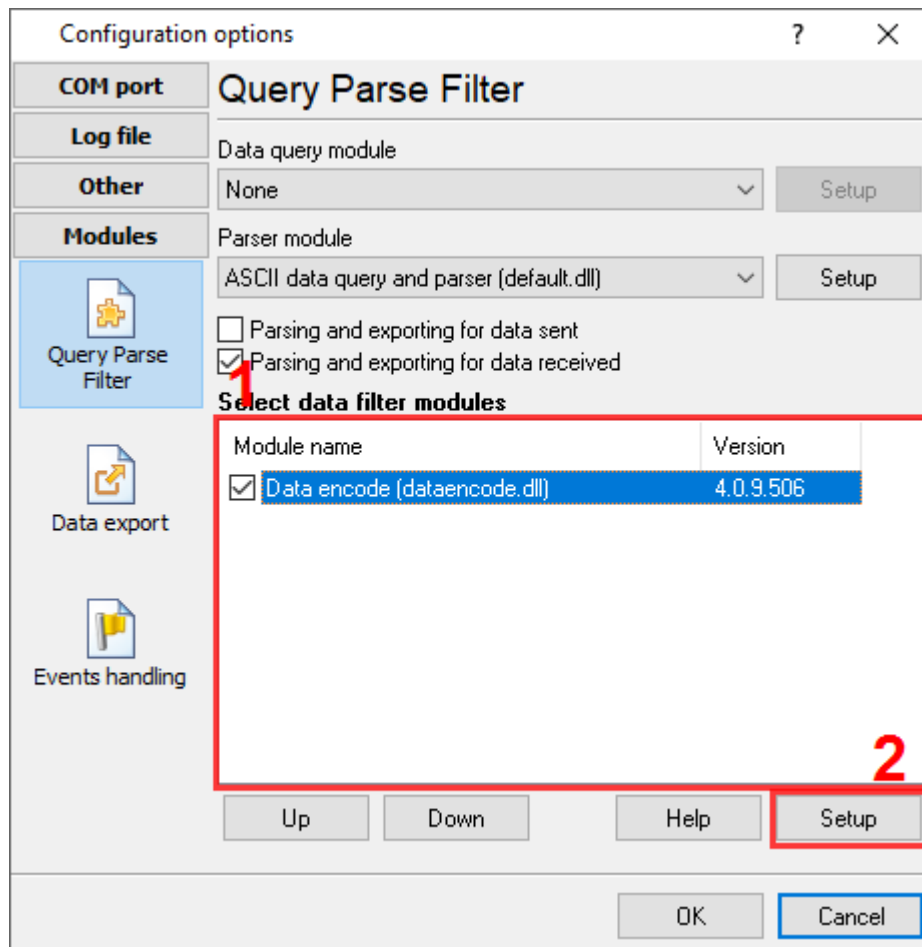 Configuration options
?
COM port
Log file
Other
Modules
Query Parse
Filter
Data export
Events handling
Query Parse Filter
Data query module
None
Setup
Parser module
ASCII data query and parser (default.dll)
Setup
Parsing and exporting for data sent
Parsing and exporting for data received
1
Select data filter modules
Module name Version
Data encode (dataencode.dll) 4.0.9.506
2
Up Down Help Setup
OK Cancel